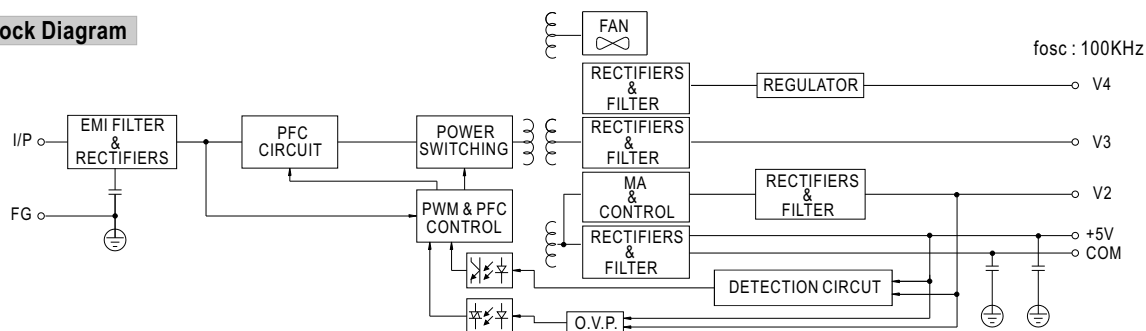 ock Diagram
FAN
fosc : 100KHz
RECTIFIERS
&
FILTER
REGULATOR
V4
I/P
EMI FILTER
&
RECTIFIERS
PFC
CIRCUIT
POWER
SWITCHING
RECTIFIERS
&
FILTER
V3
MA
&
CONTROL
RECTIFIERS
&
FILTER
V2
FG
PWM & PFC
CONTROL
RECTIFIERS
&
FILTER
+5V
COM
DETECTION CIRCUT
O.V.P.